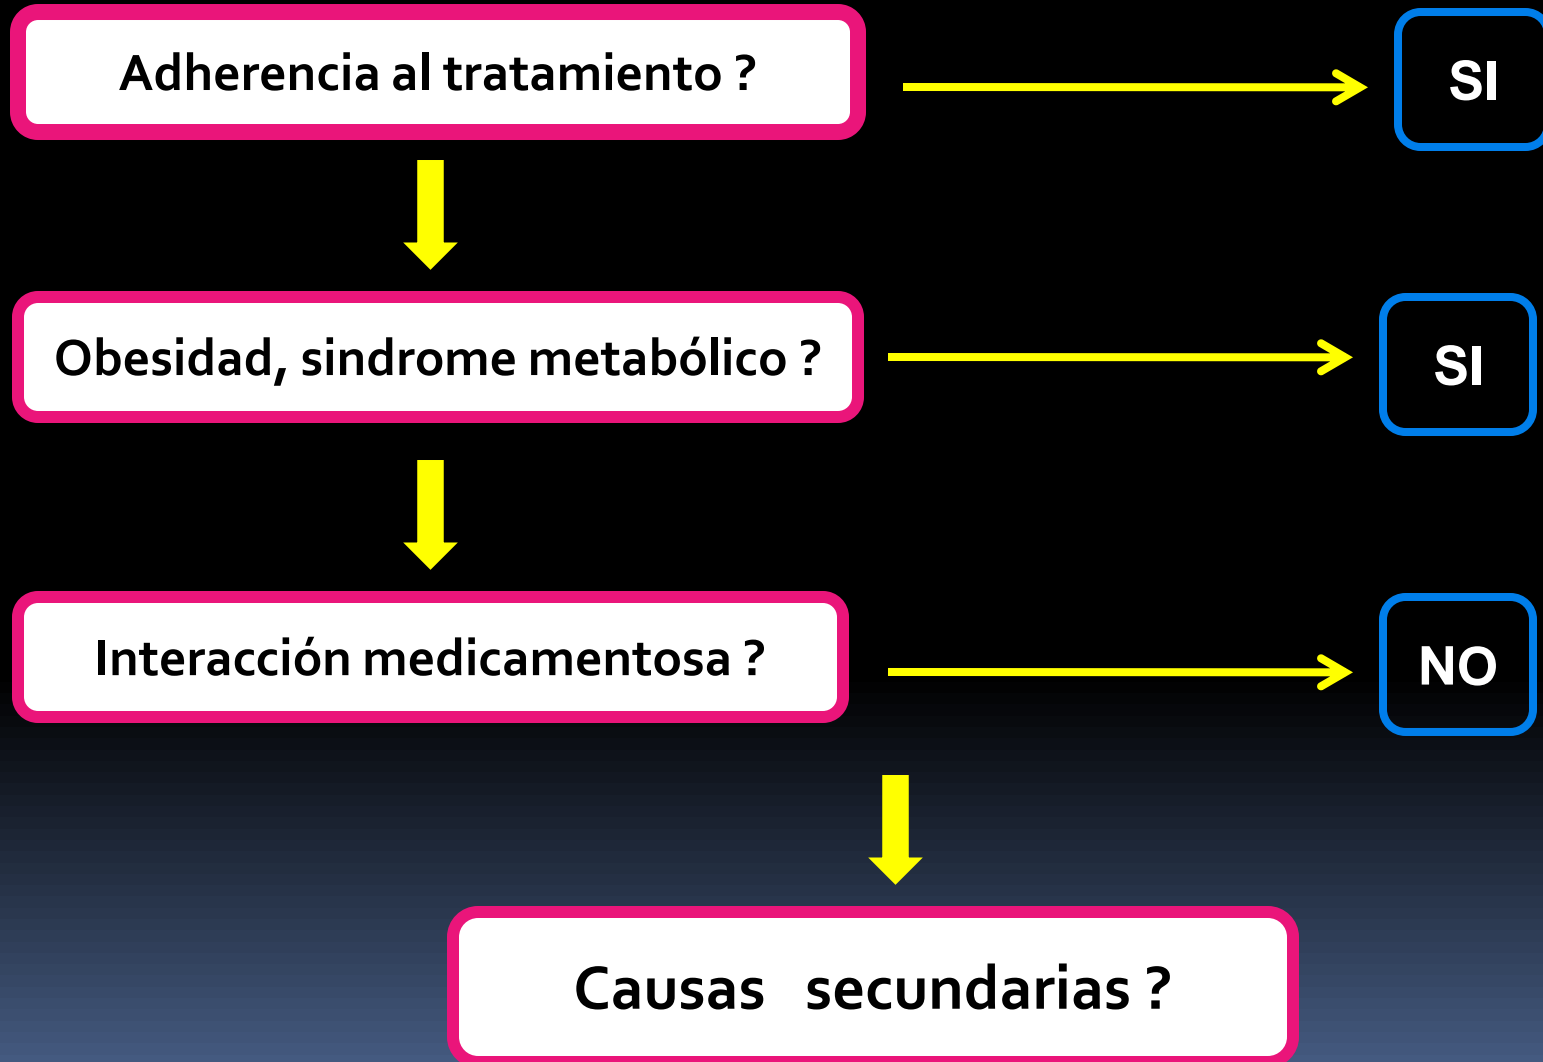 Adherencia al tratamiento ?
SI
Obesidad, sindrome metabólico ?
SI
Interacción medicamentosa ?
NO
Causas secundarias ?